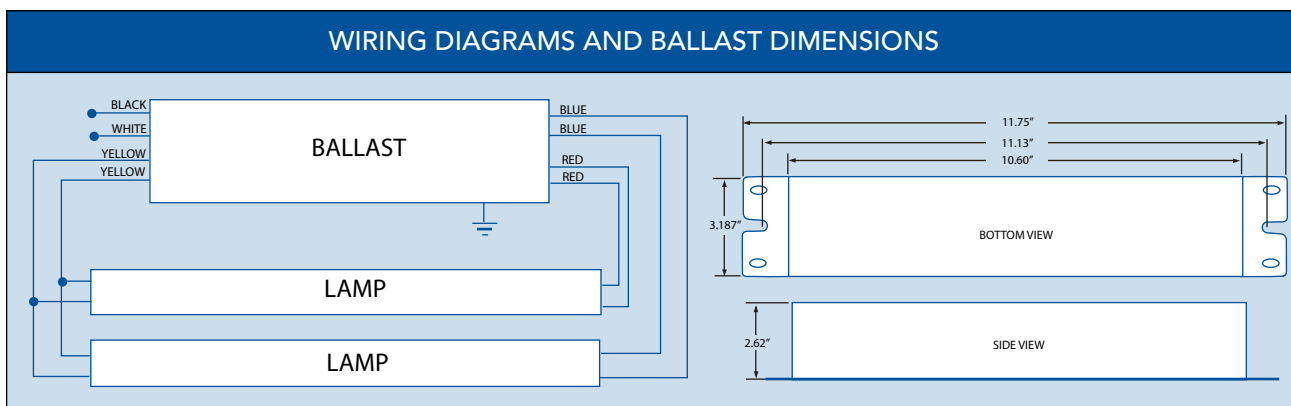 WIRING DIAGRAMS AND BALLAST DIMENSIONS
BLACK
WHITE
YELLOW
YELLOW
BALLAST
BLUE
BLUE
RED
RED
LAMP
LAMP
11.75"
11.13"
10.60"
3.187"
BOTTOM VIEW
2.62"
SIDE VIEW